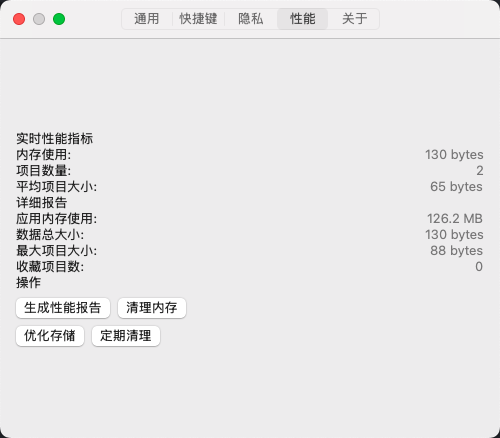 通用 快捷键 隐私 性能 关于
实时性能指标
内存使用: 130 bytes
项目数量: 2
平均项目大小: 65 bytes
详细报告
应用内存使用: 126.2 MB
数据总大小: 130 bytes
最大项目大小: 88 bytes
收藏项目数: 0
操作
生成性能报告 清理内存
优化存储 定期清理